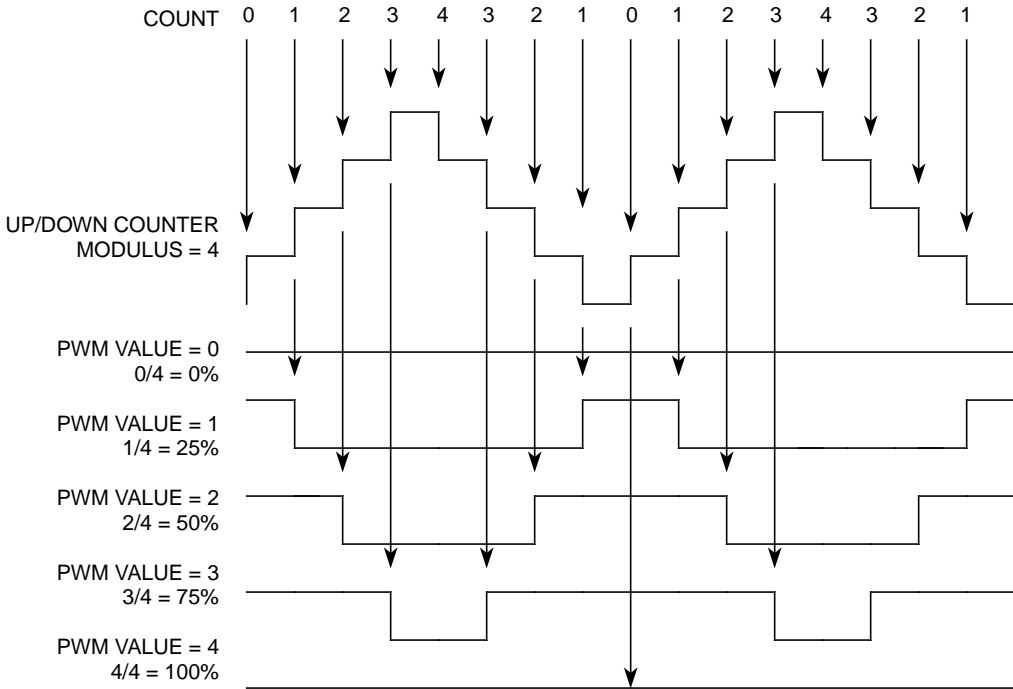 COUNT 0 1 2 3 4 3 2 1 0 1 2 3 4 3 2 1
UP/DOWN COUNTER
MODULUS = 4
PWM VALUE = 0
0/4 = 0%
PWM VALUE = 1
1/4 = 25%
PWM VALUE = 2
2/4 = 50%
PWM VALUE = 3
3/4 = 75%
PWM VALUE = 4
4/4 = 100%